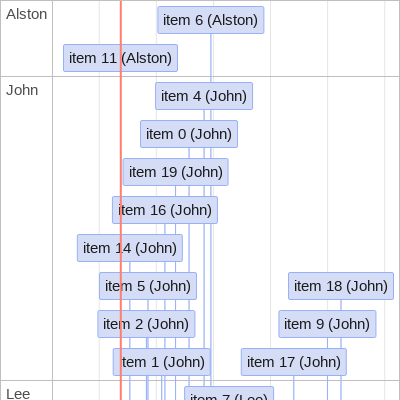 Alston
item 6 (Alston)
item 11 (Alston)
John
item 4 (John)
item 0 (John)
item 19 (John)
item 16 (John)
item 14 (John)
item 5 (John)
item 18 (John)
item 2 (John)
item 9 (John)
item 1 (John)
item 17 (John)
Lee
item 7 (Lee)